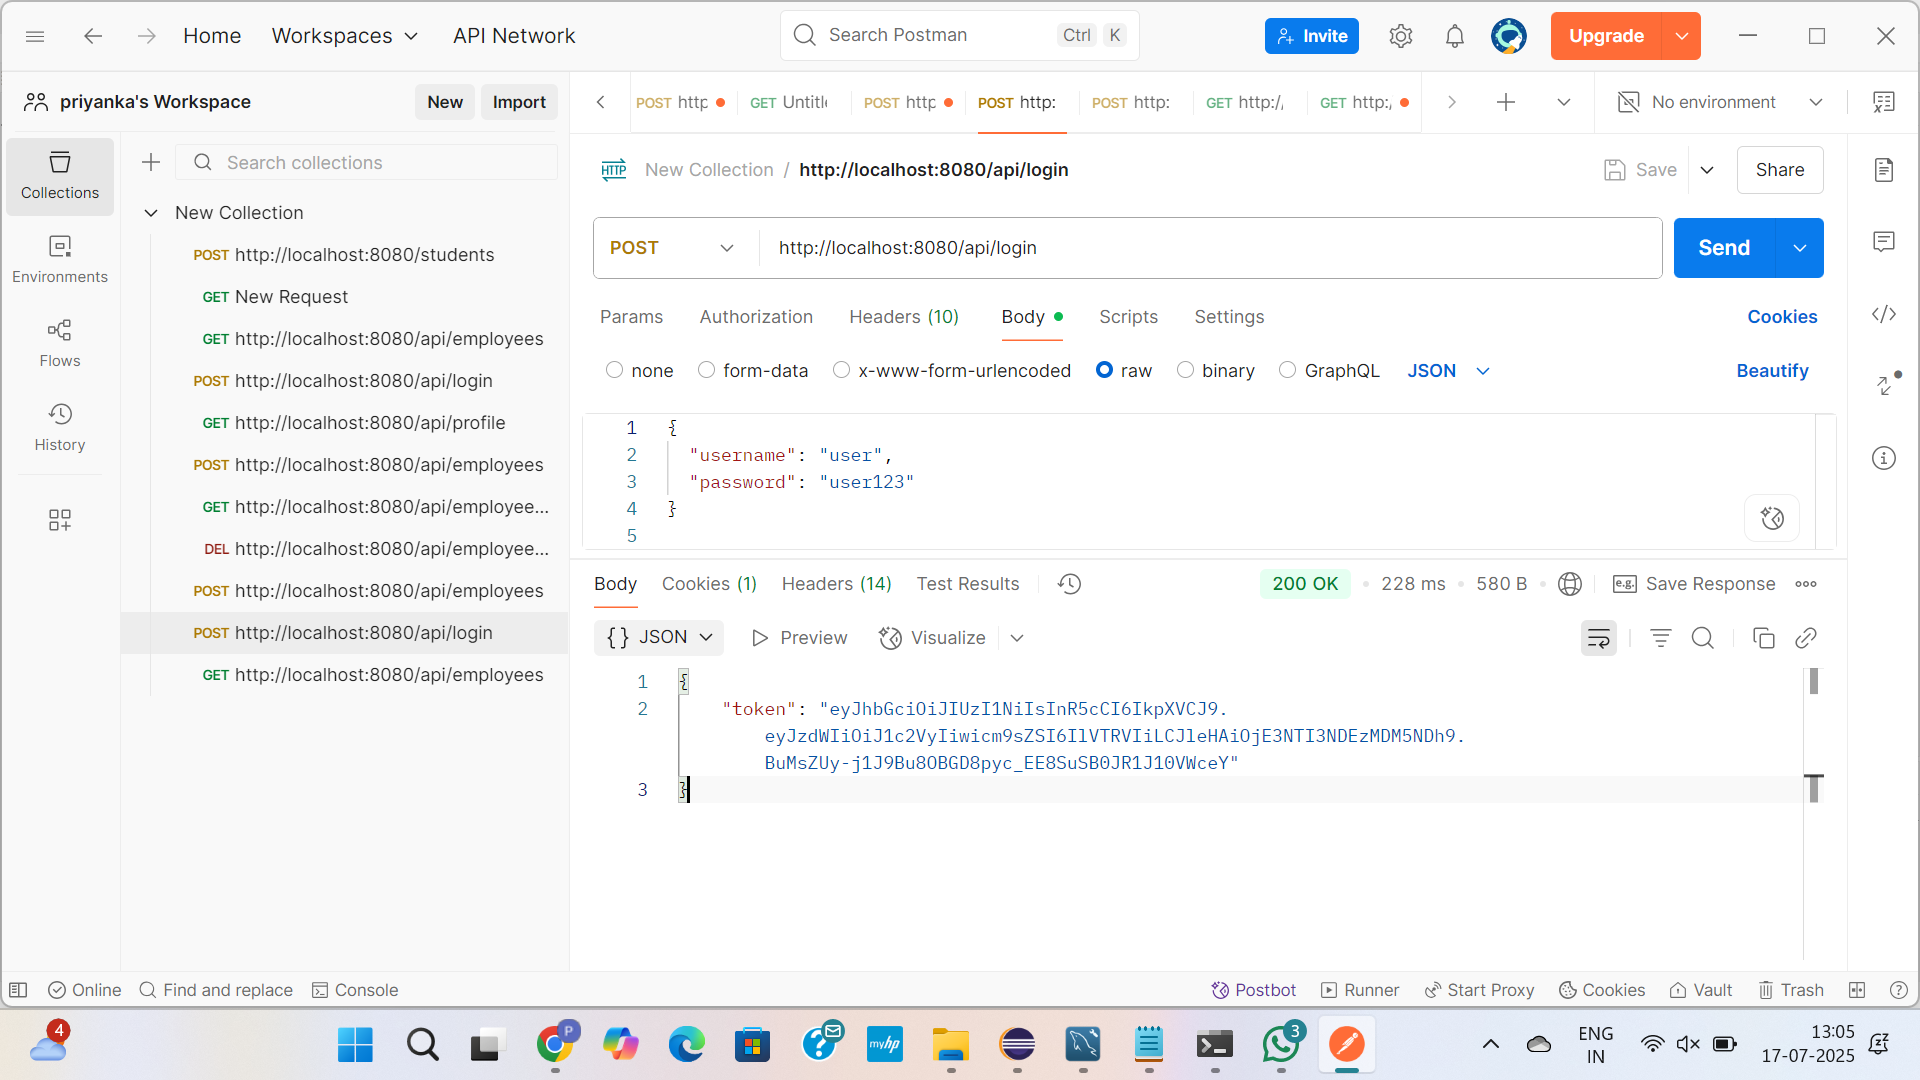 Home
Workspaces
API Network
Search Postman
Ctrl K
Invite
Upgrade
priyanka's Workspace
New
Import
POST http
GET Untitle
POST http
POST http:
POST http:
GET http:/
GET http:/
No environment
Collections
Environments
Flows
History
Search collections
New Collection
POST http://localhost:8080/students
GET New Request
GET http://localhost:8080/api/employees
POST http://localhost:8080/api/login
GET http://localhost:8080/api/profile
POST http://localhost:8080/api/employees
GET http://localhost:8080/api/employee...
DEL http://localhost:8080/api/employee...
POST http://localhost:8080/api/employees
POST http://localhost:8080/api/login
GET http://localhost:8080/api/employees
HTTP New Collection / http://localhost:8080/api/login
Save
Share
POST http://localhost:8080/api/login
Send
Params Authorization Headers (10) Body Scripts Settings Cookies
none form-data x-www-form-urlencoded raw binary GraphQL JSON Beautify
1 {
2 "username": "user",
3 "password": "user123"
4 }
5
Body Cookies (1) Headers (14) Test Results 200 OK 228 ms 580 B e.g. Save Response
{} JSON Preview Visualize
1 {
2 "token": "eyJhbGciOiJIUzI1NiIsInR5cCI6IkpXVCJ9.
eyJzdWIiOiJ1c2VyIiwicm9sZSI6IlVTRVIiLCJleHAiOjE3NTI3NDEzMDM5NDh9.
BuMsZUy-j1J9Bu8OBGD8pyc_EE8SuSB0JR1J10VWceY"
3 }
Online Find and replace Console Postbot Runner Start Proxy Cookies Vault Trash
4
P
myhp
3
ENG
IN
13:05
17-07-2025